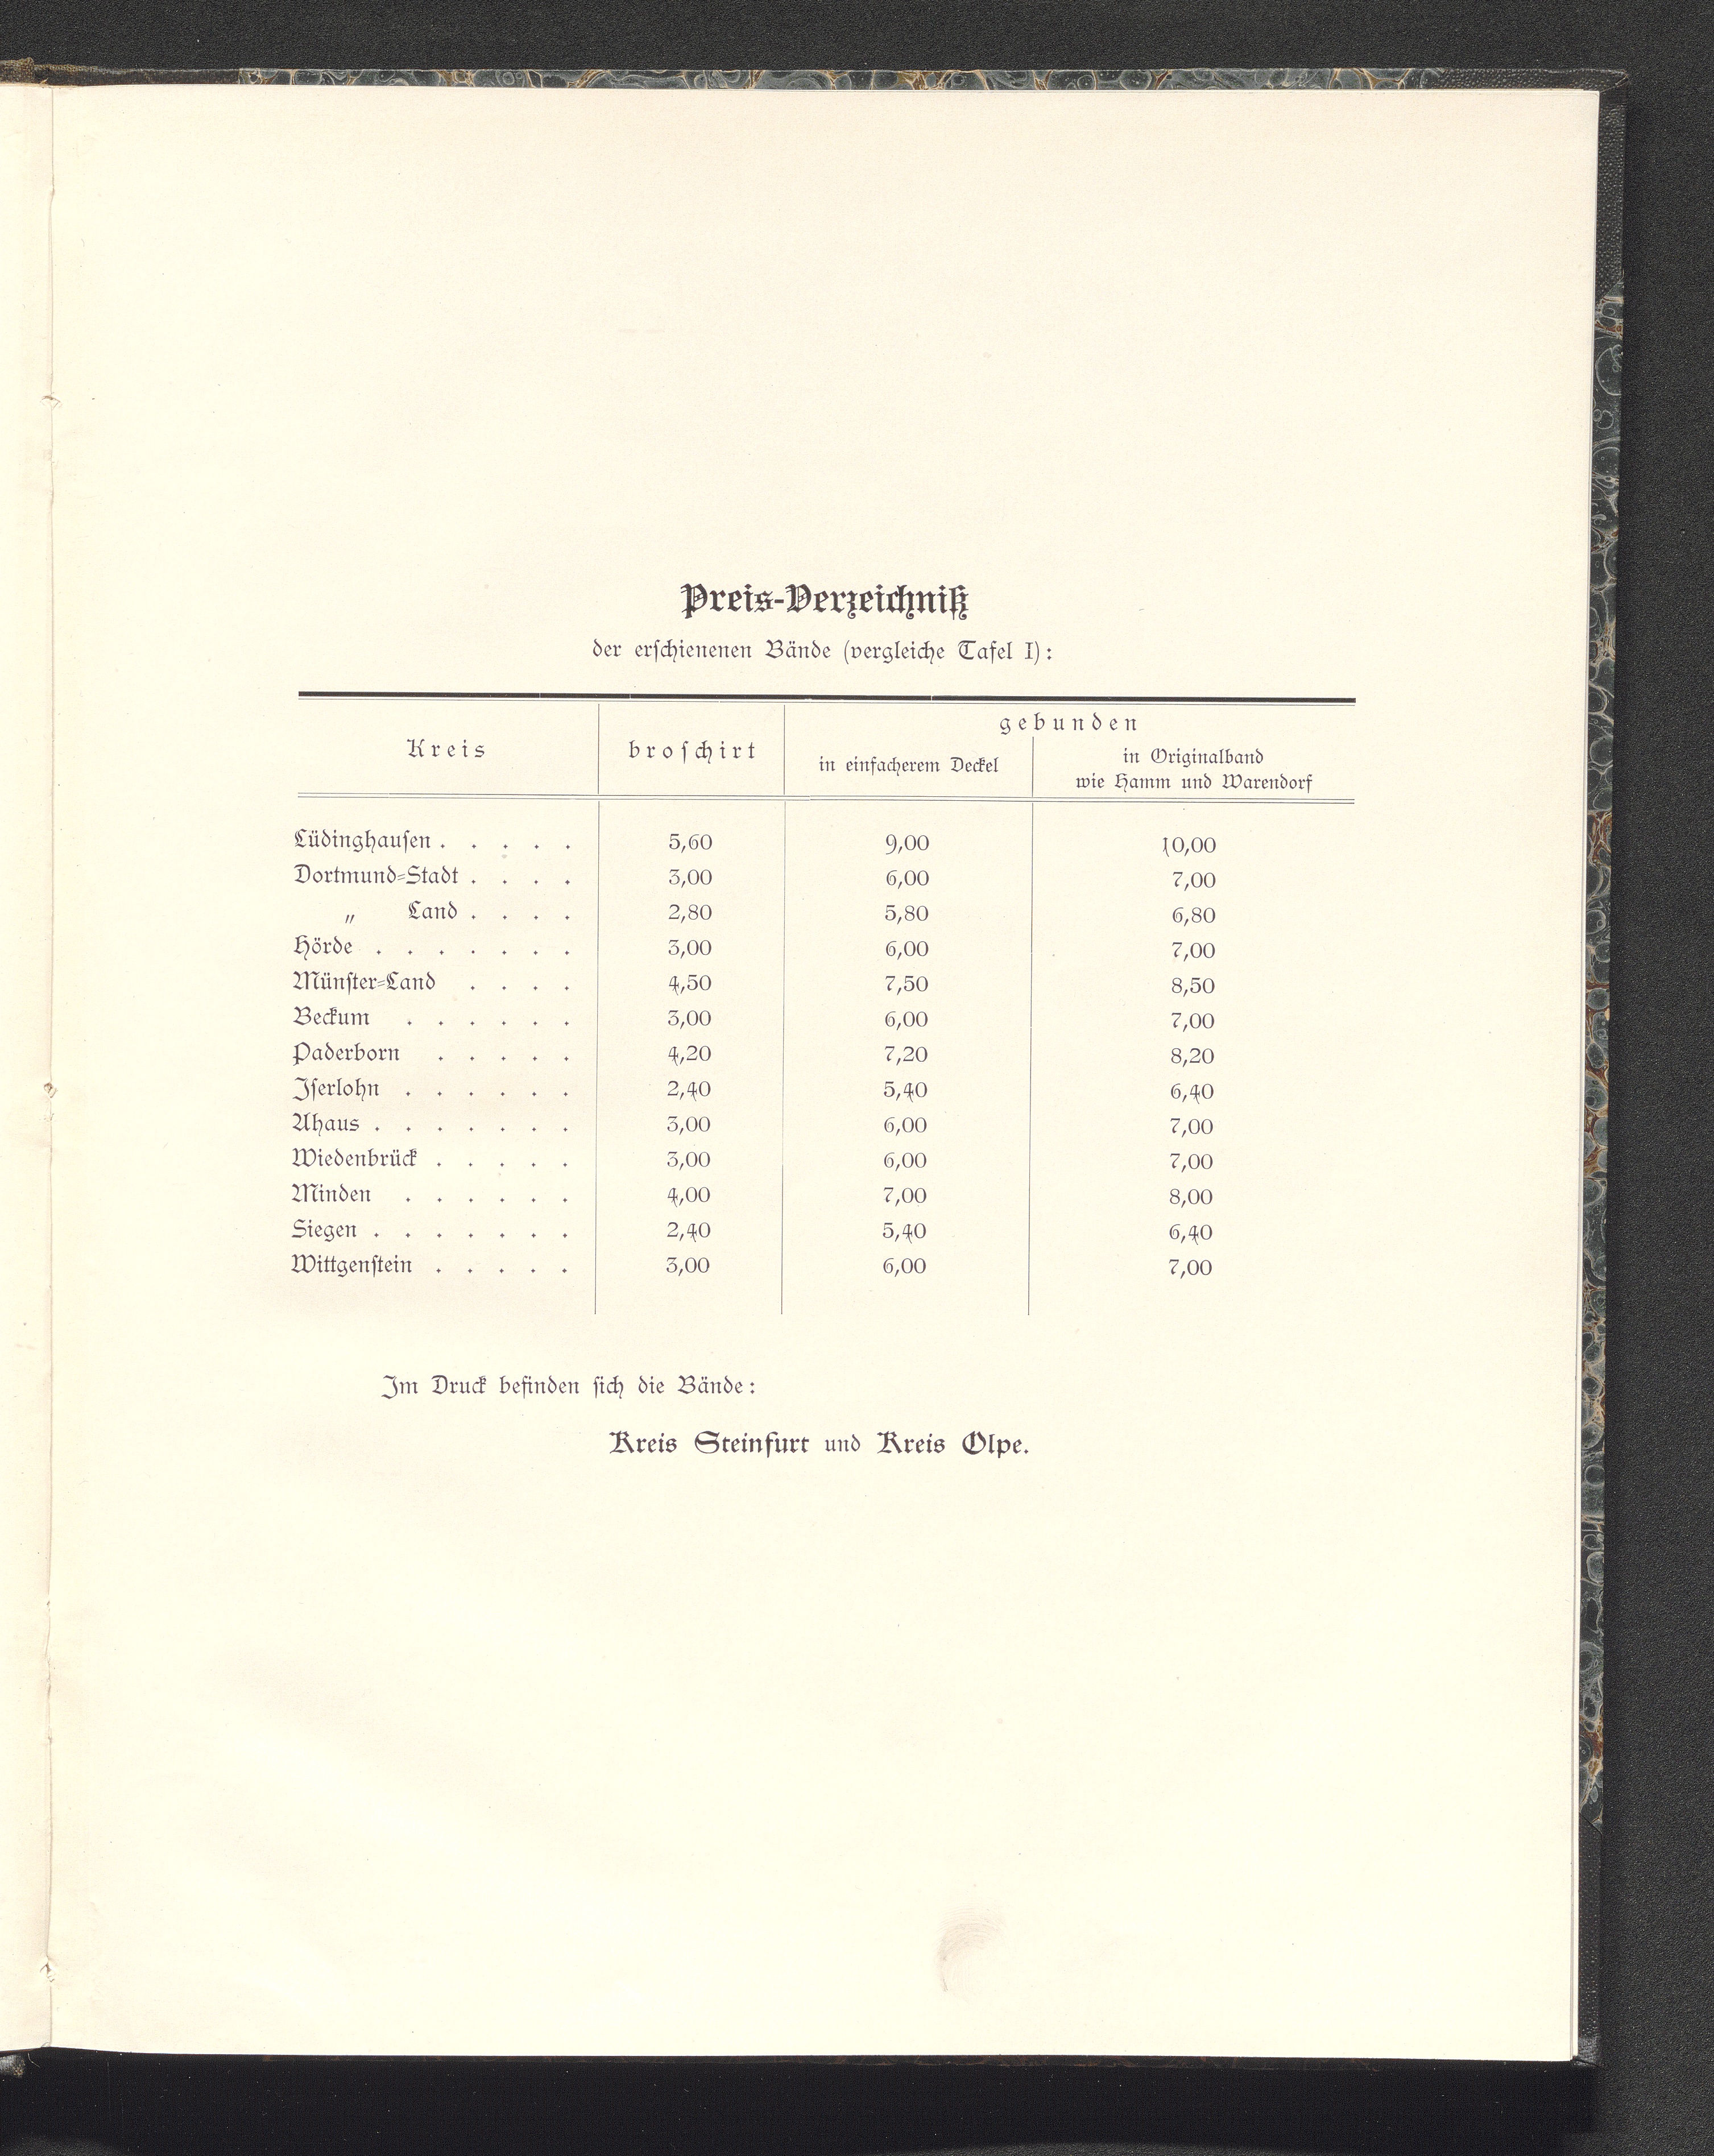 Preis-Verzeichniß
der erschienenen Bände (vergleiche Tafel I):
Kreis broschirt gebunden
in einfacherem Deckel in Originalband
wie Hamm und Warendorf
Lüdinghausen . . . . . 5,60 9,00 10,00
Dortmund-Stadt . . . . 3,00 6,00 7,00
„ Land . . . . 2,80 5,80 6,80
Hörde . . . . . . . 3,00 6,00 7,00
Münster-Land . . . . 4,50 7,50 8,50
Beckum . . . . . . 3,00 6,00 7,00
Paderborn . . . . . 4,20 7,20 8,20
Iserlohn . . . . . . 2,40 5,40 6,40
Ahaus . . . . . . . 3,00 6,00 7,00
Wiedenbrück . . . . . 3,00 6,00 7,00
Minden . . . . . . 4,00 7,00 8,00
Siegen . . . . . . . 2,40 5,40 6,40
Wittgenstein . . . . . 3,00 6,00 7,00
Im Druck befinden sich die Bände:
Kreis Steinfurt und Kreis Olpe.